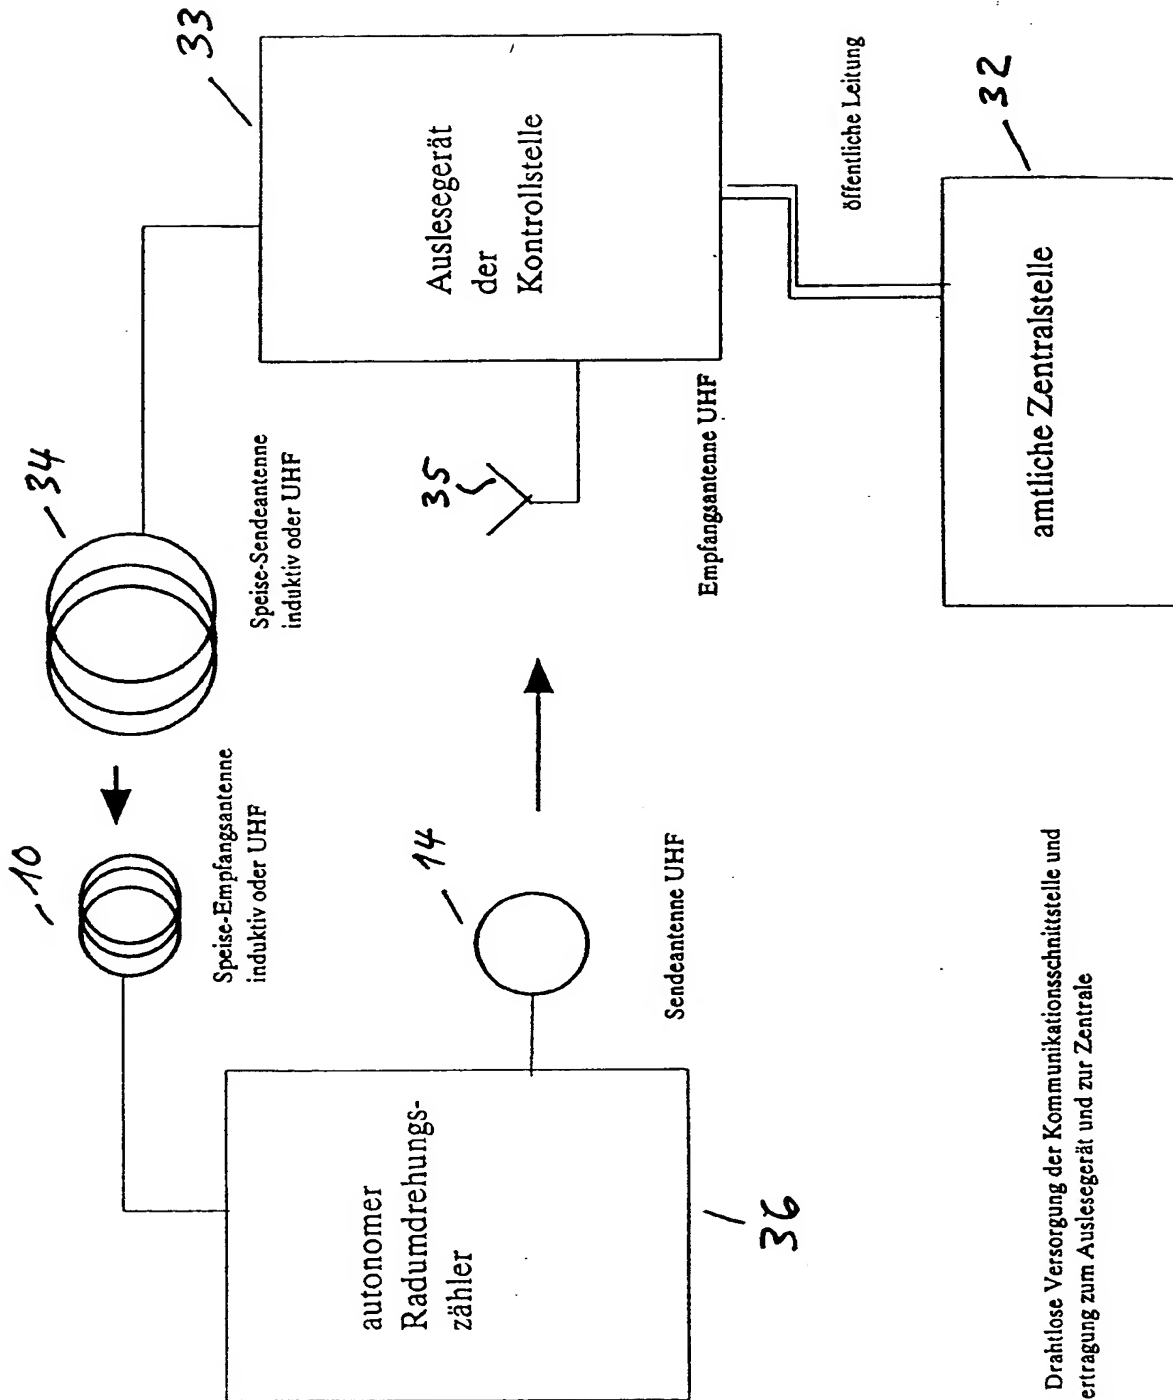 10
34
33
Speise-Empfangsantenne
induktiv oder UHF
Speise-Sendeantenne
induktiv oder UHF
autonomer
Radumdrehungs-
zähler
14
35
Auslesegerät
der
Kontrollstelle
Sendeantenne UHF
Empfangsantenne UHF
36
öffentliche Leitung
amtliche Zentralstelle
32
Drahtlose Versorgung der Kommunikationsschnittstelle und
ertragung zum Auslesegerät und zur Zentrale